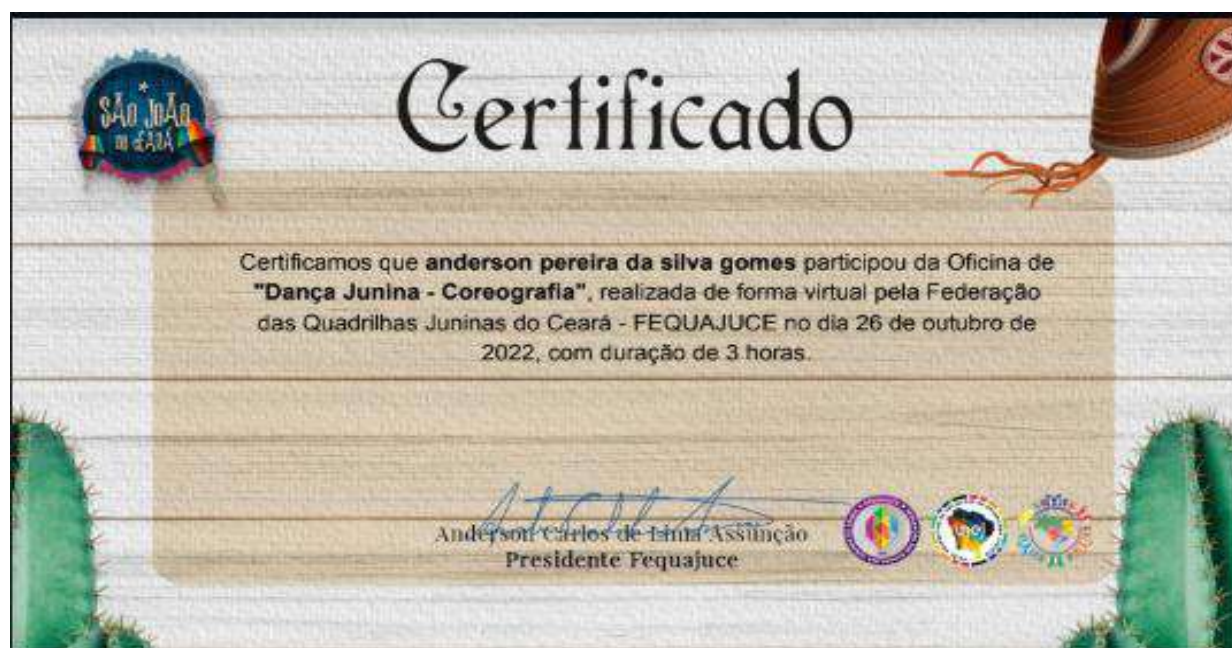 SÃO JOÃO
DO CEARÁ
Certificado
Certificamos que anderson pereira da silva gomes participou da Oficina de
"Dança Junina - Coreografia", realizada de forma virtual pela Federação
das Quadrilhas Juninas do Ceará - FEQUAJUCE no dia 26 de outubro de
2022, com duração de 3 horas.
Anderson Carlos de Lima Assunção
Presidente Fequajuce